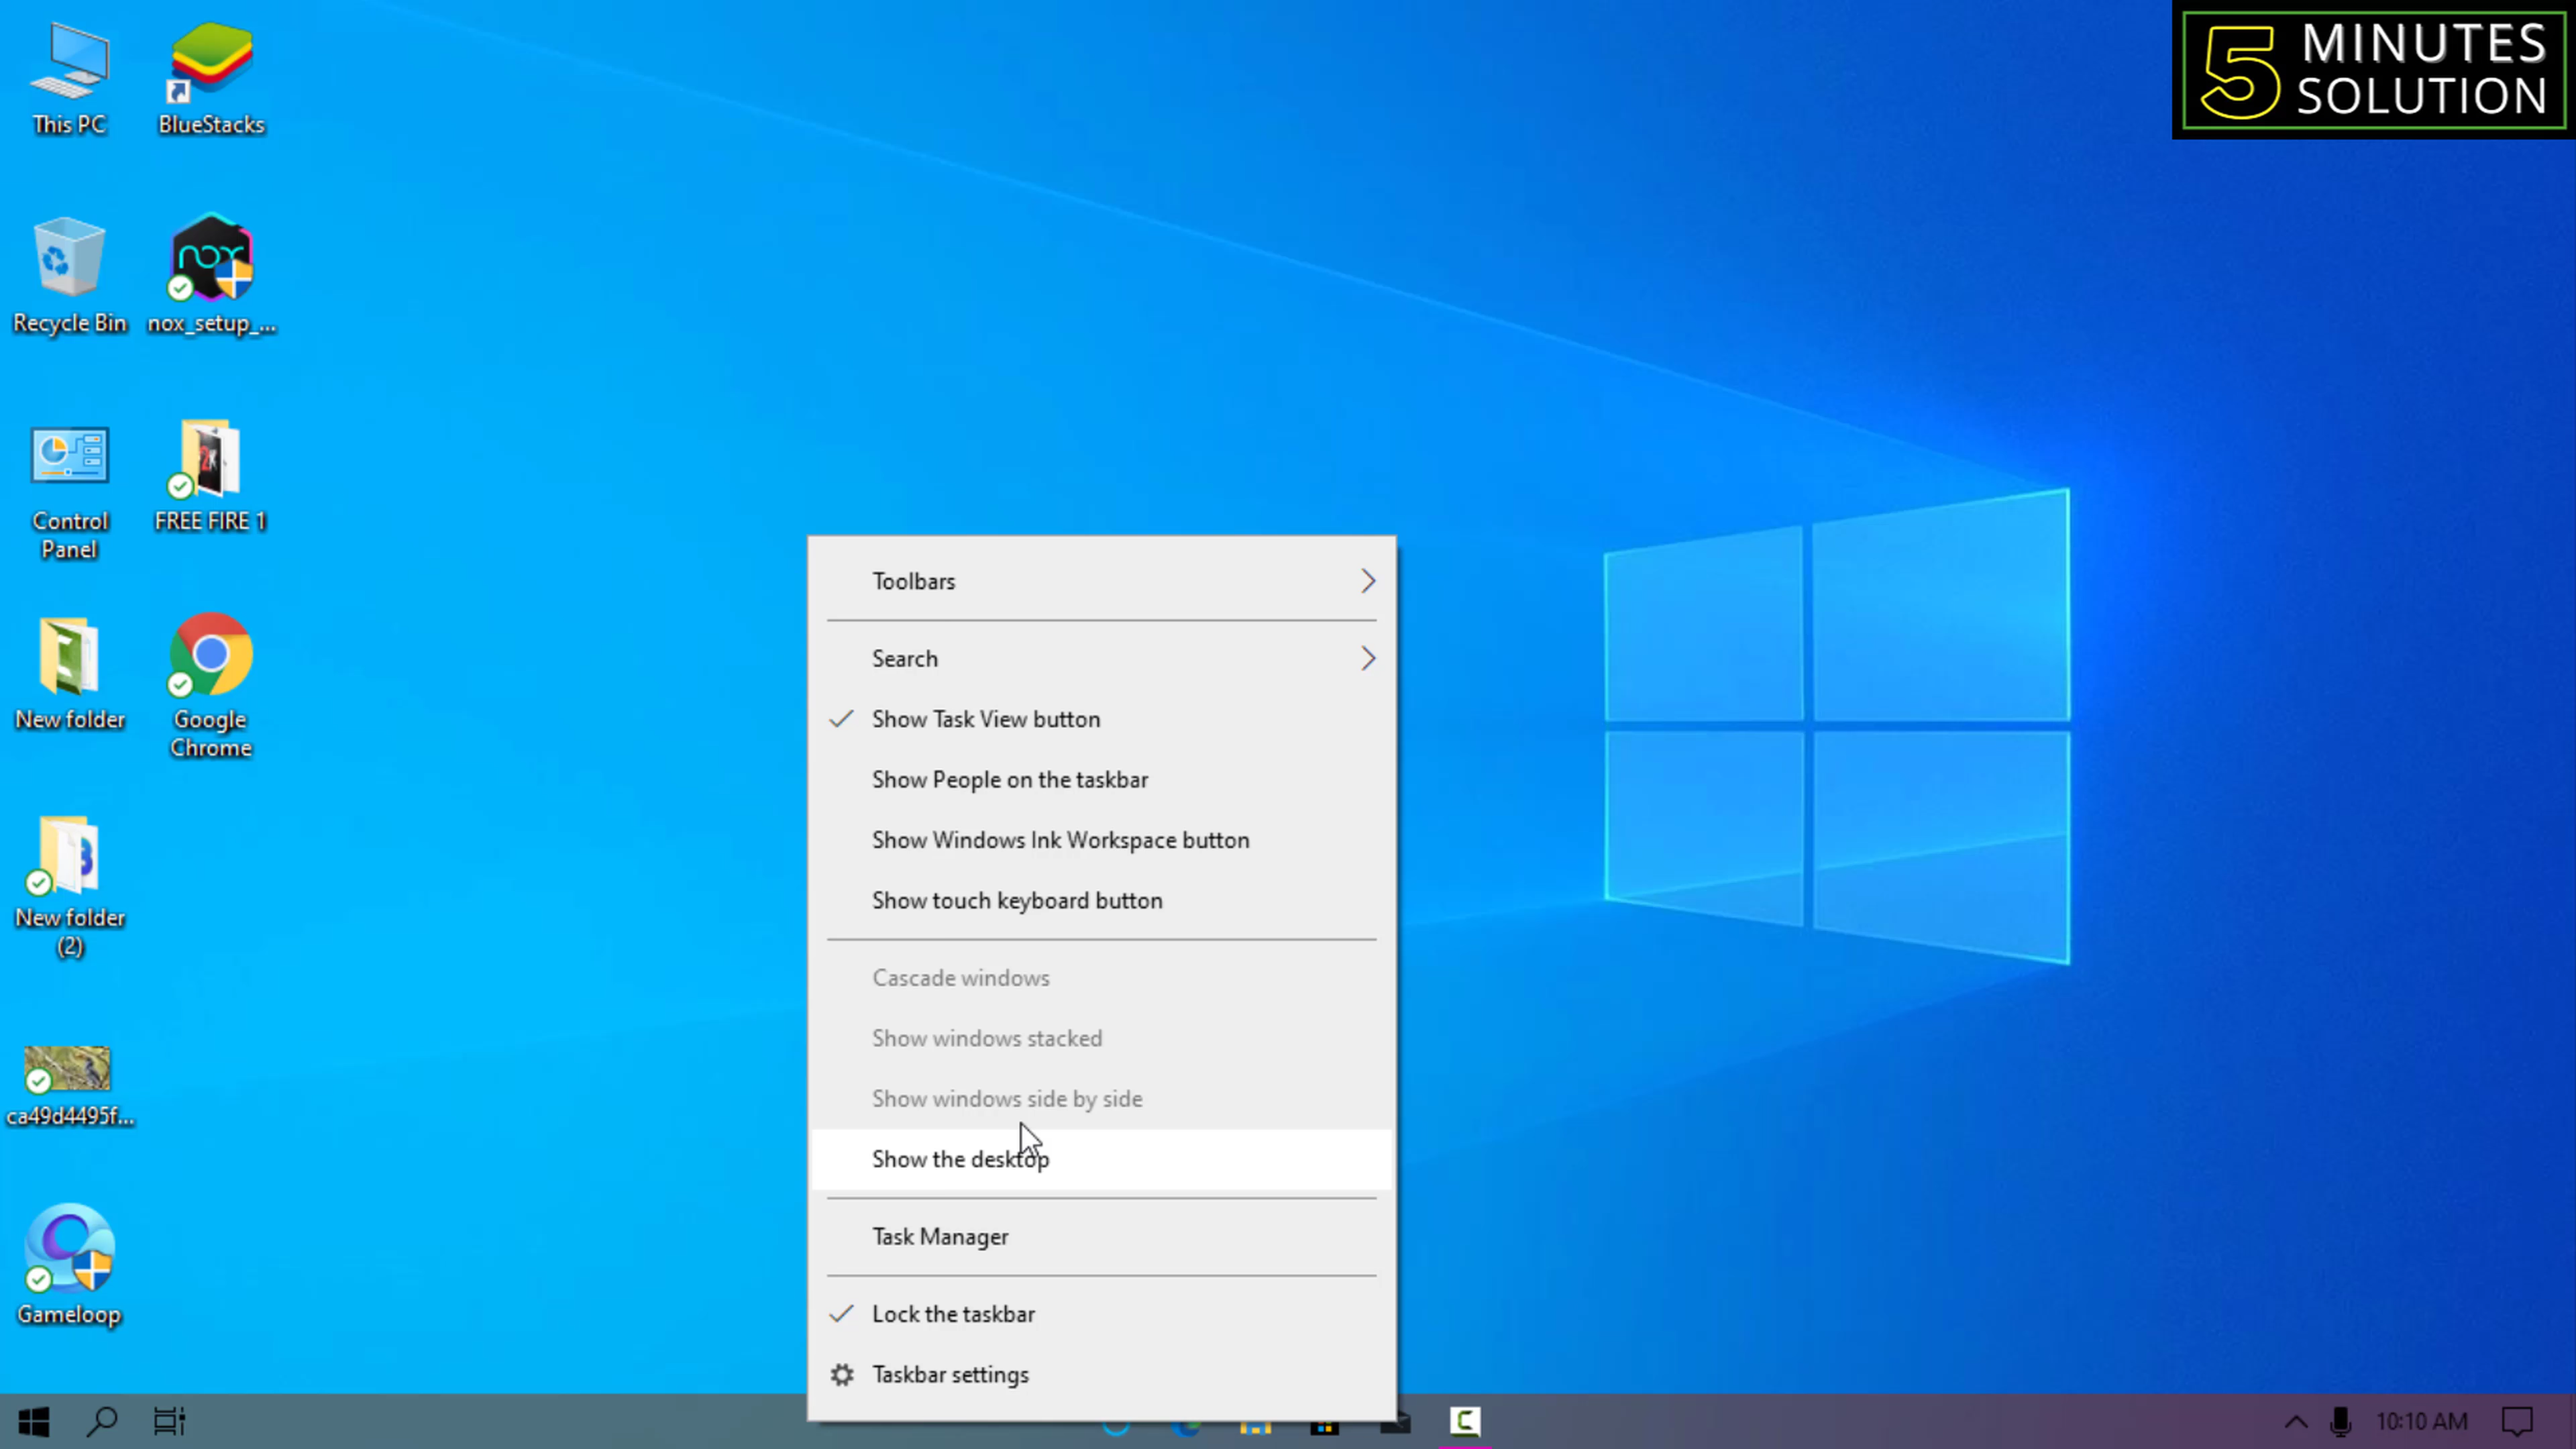 This PC
BlueStacks
Recycle Bin
nox
nox_setup_...
Control
Panel
FREE FIRE 1
New folder
Google
Chrome
New folder
(2)
ca49d4495f...
Gameloop
5 MINUTES
SOLUTION
Toolbars
Search
Show Task View button
Show People on the taskbar
Show Windows Ink Workspace button
Show touch keyboard button
Cascade windows
Show windows stacked
Show windows side by side
Show the desktop
Task Manager
Lock the taskbar
Taskbar settings
10:10 AM